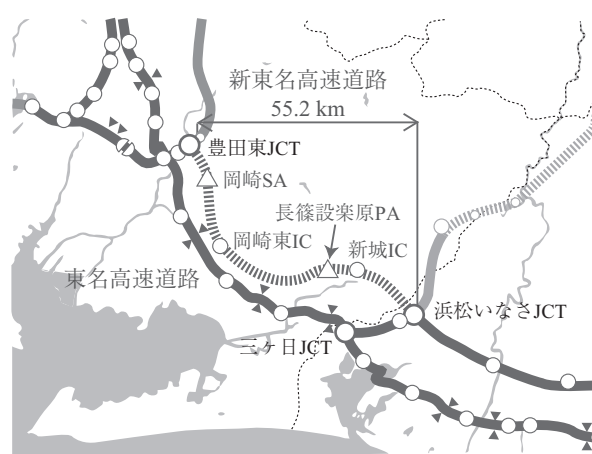 新東名高速道路
55.2 km
豊田東JCT
岡崎SA
長篠設楽原PA
岡崎東IC
新城IC
東名高速道路
浜松いなさJCT
三ヶ日JCT